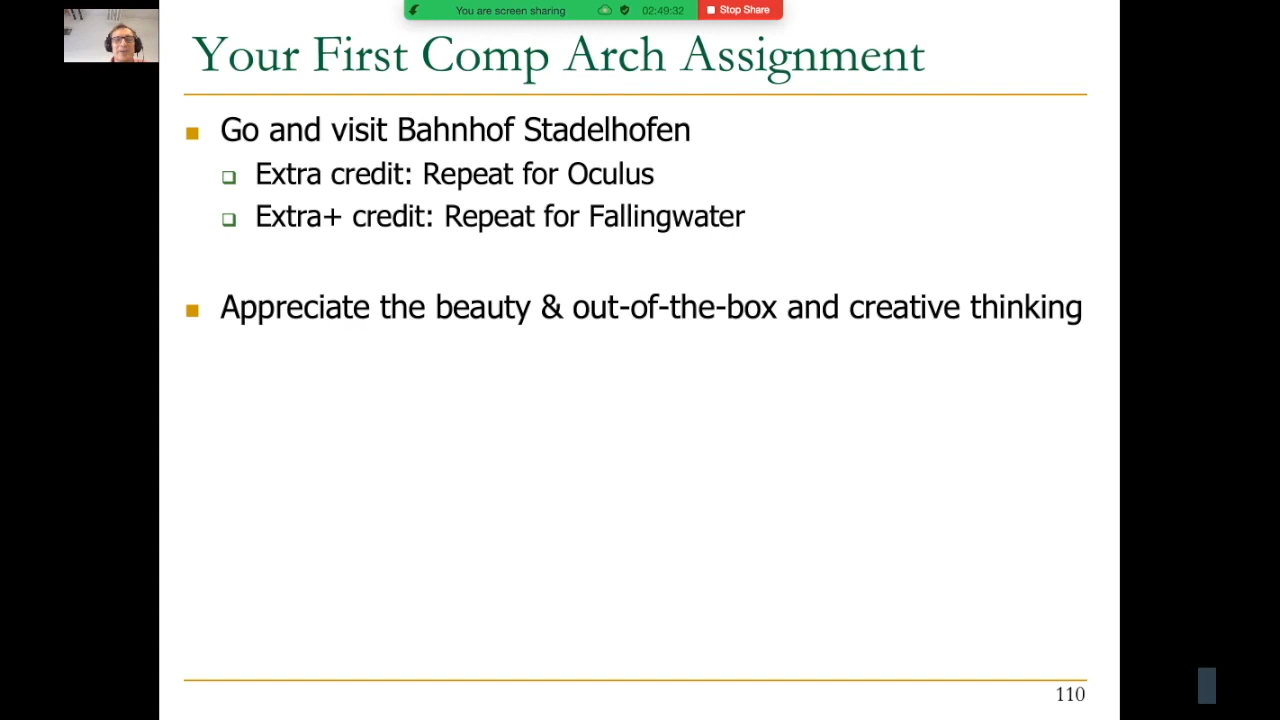 You are screen sharing 02:49:32 Stop Share
Your First Comp Arch Assignment
Go and visit Bahnhof Stadelhofen
Extra credit: Repeat for Oculus
Extra+ credit: Repeat for Fallingwater
Appreciate the beauty & out-of-the-box and creative thinking
110